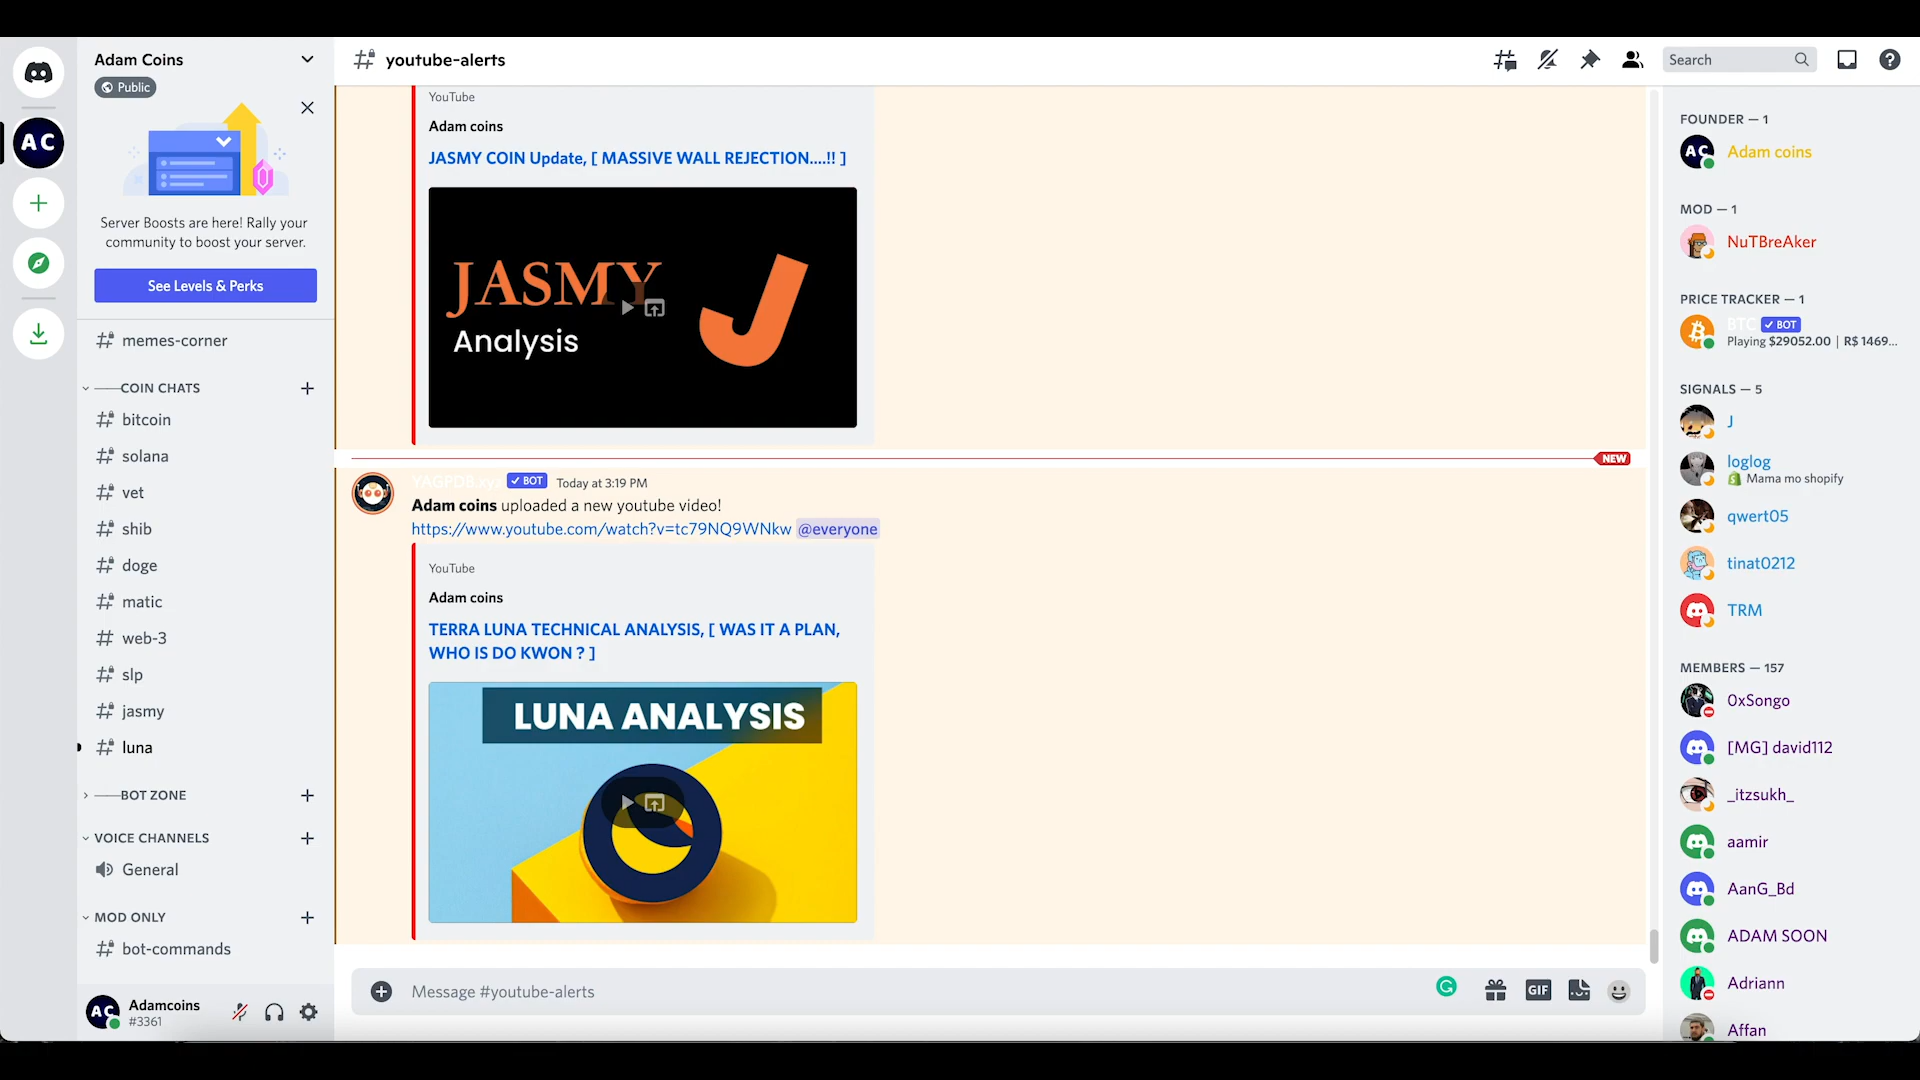 Adam Coins
Public
Server Boosts are here! Rally your
community to boost your server.
See Levels & Perks
memes-corner
——COIN CHATS
bitcoin
solana
vet
shib
doge
matic
web-3
slp
jasmy
luna
——BOT ZONE
VOICE CHANNELS
General
MOD ONLY
bot-commands
AC
Adamcoins
#3361
AC
youtube-alerts
Search
YouTube
Adam coins
JASMY COIN Update, [ MASSIVE WALL REJECTION....!! ]
JASMY
Analysis
NEW
YAGPDB.xyz BOT Today at 3:19 PM
Adam coins uploaded a new youtube video!
https://www.youtube.com/watch?v=tc79NQ9WNkw @everyone
YouTube
Adam coins
TERRA LUNA TECHNICAL ANALYSIS, [ WAS IT A PLAN,
WHO IS DO KWON ? ]
LUNA ANALYSIS
Message #youtube-alerts
GIF
FOUNDER — 1
AC Adam coins
MOD — 1
NuTBreAker
PRICE TRACKER — 1
BTC BOT
Playing $29052.00 | R$ 1469...
SIGNALS — 5
J
loglog
Mama mo shopify
qwert05
tinat0212
TRM
MEMBERS — 157
0xSongo
[MG] david112
_itzsukh_
aamir
AanG_Bd
ADAM SOON
Adriann
Affan